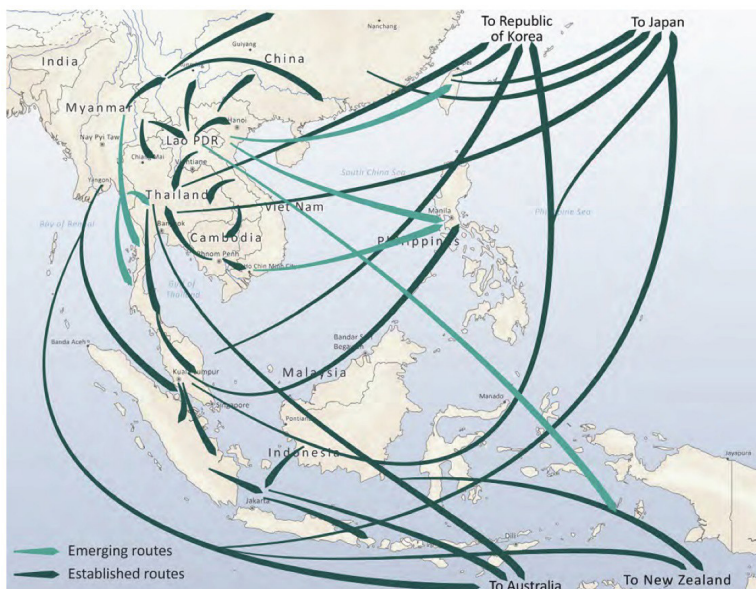 To Republic
of Korea
To Japan
Nanchang
Guiyang
India
China
Myanmar
Hanoi
Lao PDR
Nay Pyi Taw
Chiang Mai
Vientiane
South China Sea
Yangon
Thailand
Viet Nam
Manila
Philippine Sea
Bay of Bengal
Bangkok
Cambodia
Philippines
Phnom Penh
Ho Chi Minh City
Gulf of
Thailand
Banda Aceh
Bandar Seri
Begawan
Kuala Lumpur
Malaysia
Manado
Singapore
Pontianak
Indonesia
Jayapura
Jakarta
Dili
Emerging routes
Established routes
To Australia
To New Zealand